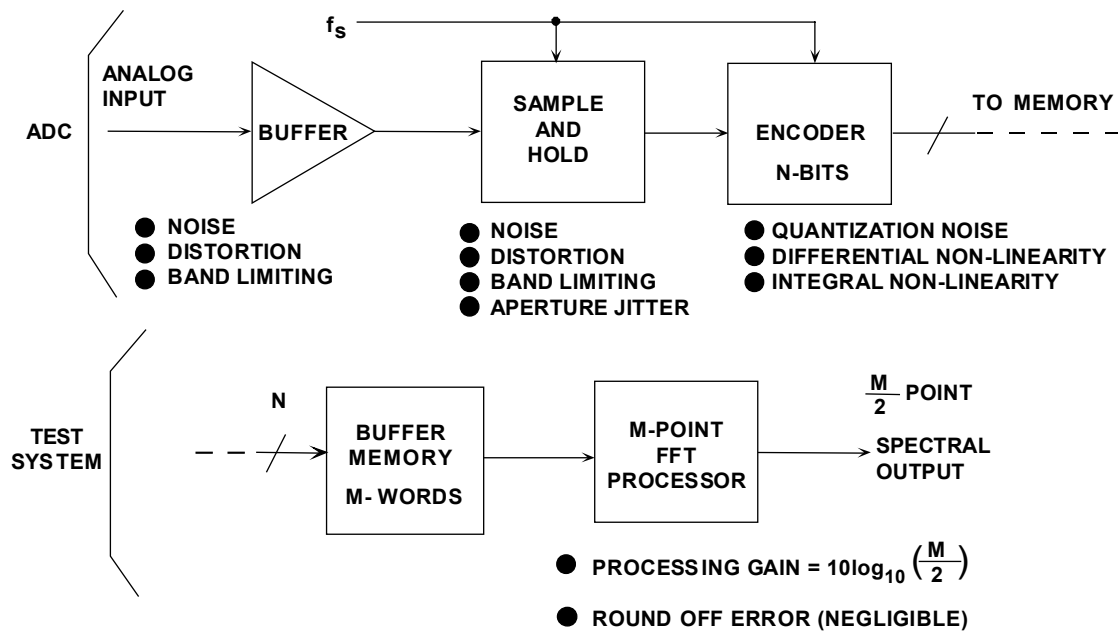 fs
ADC
ANALOG
INPUT
BUFFER
SAMPLE
AND
HOLD
ENCODER
N-BITS
TO MEMORY
● NOISE
● DISTORTION
● BAND LIMITING
● NOISE
● DISTORTION
● BAND LIMITING
● APERTURE JITTER
● QUANTIZATION NOISE
● DIFFERENTIAL NON-LINEARITY
● INTEGRAL NON-LINEARITY
TEST
SYSTEM
N
BUFFER
MEMORY
M- WORDS
M-POINT
FFT
PROCESSOR
M/2 POINT
SPECTRAL
OUTPUT
● PROCESSING GAIN = 10log10 (M/2)
● ROUND OFF ERROR (NEGLIGIBLE)